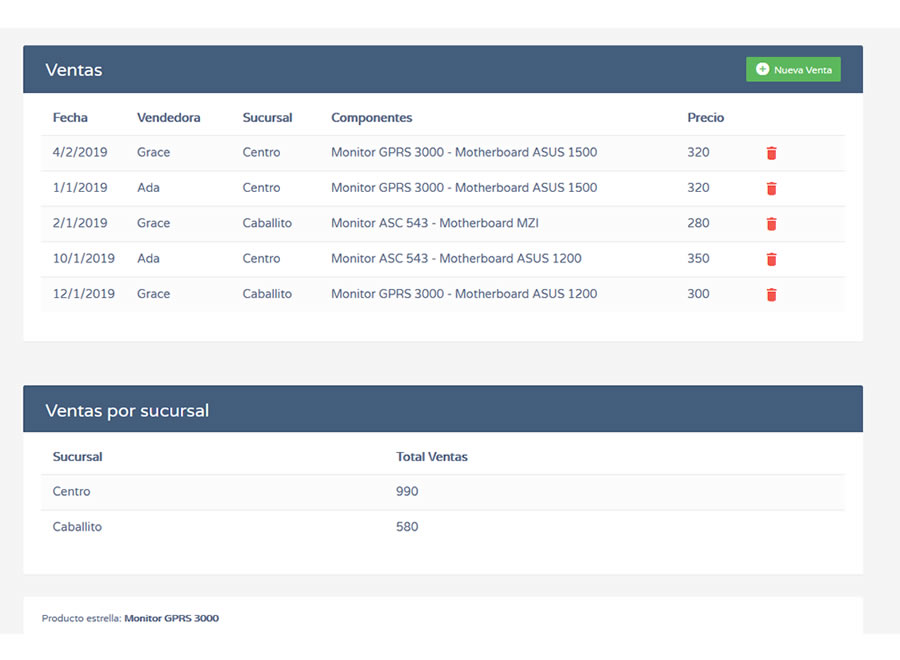 Ventas
Nueva Venta
Fecha Vendedora Sucursal Componentes Precio
4/2/2019 Grace Centro Monitor GPRS 3000 - Motherboard ASUS 1500 320
1/1/2019 Ada Centro Monitor GPRS 3000 - Motherboard ASUS 1500 320
2/1/2019 Grace Caballito Monitor ASC 543 - Motherboard MZI 280
10/1/2019 Ada Centro Monitor ASC 543 - Motherboard ASUS 1200 350
12/1/2019 Grace Caballito Monitor GPRS 3000 - Motherboard ASUS 1200 300
Ventas por sucursal
Sucursal Total Ventas
Centro 990
Caballito 580
Producto estrella: Monitor GPRS 3000